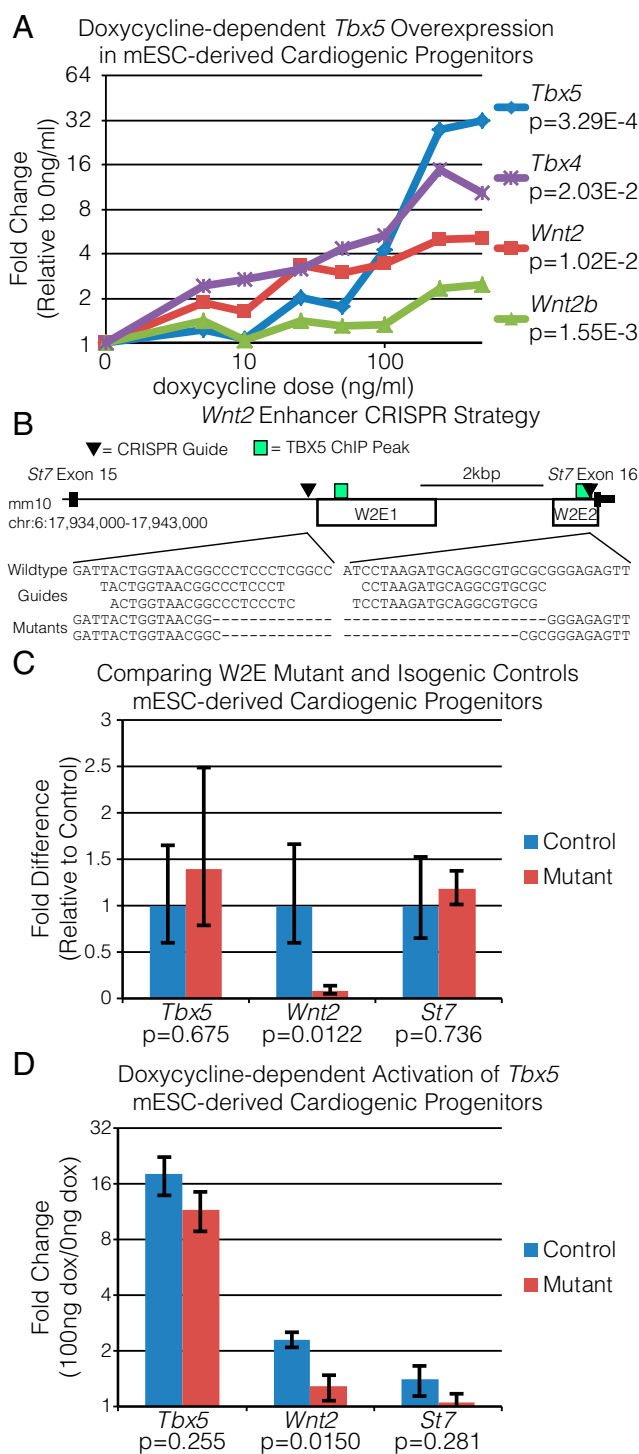 A
Doxycycline-dependent Tbx5 Overexpression
in mESC-derived Cardiogenic Progenitors
Fold Change
(Relative to 0ng/ml)
64
32
16
8
4
2
1
0
10
100
doxycycline dose (ng/ml)
Tbx5
p=3.29E-4
Tbx4
p=2.03E-2
Wnt2
p=1.02E-2
Wnt2b
p=1.55E-3
B
Wnt2 Enhancer CRISPR Strategy
= CRISPR Guide
= TBX5 ChIP Peak
St7 Exon 15
2kbp
St7 Exon 16
mm10
chr:6:17,934,000-17,943,000
W2E1
W2E2
Wildtype GATTACTGGTAACGGCCCTCCCTCGGCC ATCCTAAGATGCAGGCGTGCGCGGGAGAGTT
Guides
TACTGGTAACGGCCCTCCCT CCTAAGATGCAGGCGTGCGC
ACTGGTAACGGCCCTCCCTC TCCTAAGATGCAGGCGTGCG
Mutants
GATTACTGGTAACGG------------- ----------------------GGGAGAGTT
GATTACTGGTAACGGC------------ --------------------CGCGGGAGAGTT
C
Comparing W2E Mutant and Isogenic Controls
mESC-derived Cardiogenic Progenitors
Fold Difference
(Relative to Control)
3
2.5
2
1.5
1
0.5
0
Control
Mutant
Tbx5
p=0.675
Wnt2
p=0.0122
St7
p=0.736
D
Doxycycline-dependent Activation of Tbx5
mESC-derived Cardiogenic Progenitors
Fold Change
(100ng dox/0ng dox)
32
16
8
4
2
1
Control
Mutant
Tbx5
p=0.255
Wnt2
p=0.0150
St7
p=0.281